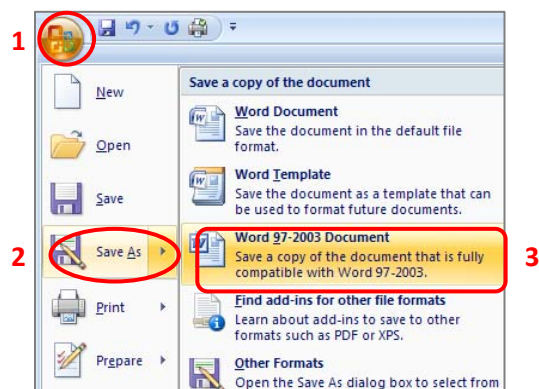 1
New
Open
Save
2
Save As
Print
Prepare
Save a copy of the document
Word Document
Save the document in the default file
format.
Word Template
Save the document as a template that can
be used to format future documents.
Word 97-2003 Document
Save a copy of the document that is fully
compatible with Word 97-2003.
3
Find add-ins for other file formats
Learn about add-ins to save to other
formats such as PDF or XPS.
Other Formats
Open the Save As dialog box to select from